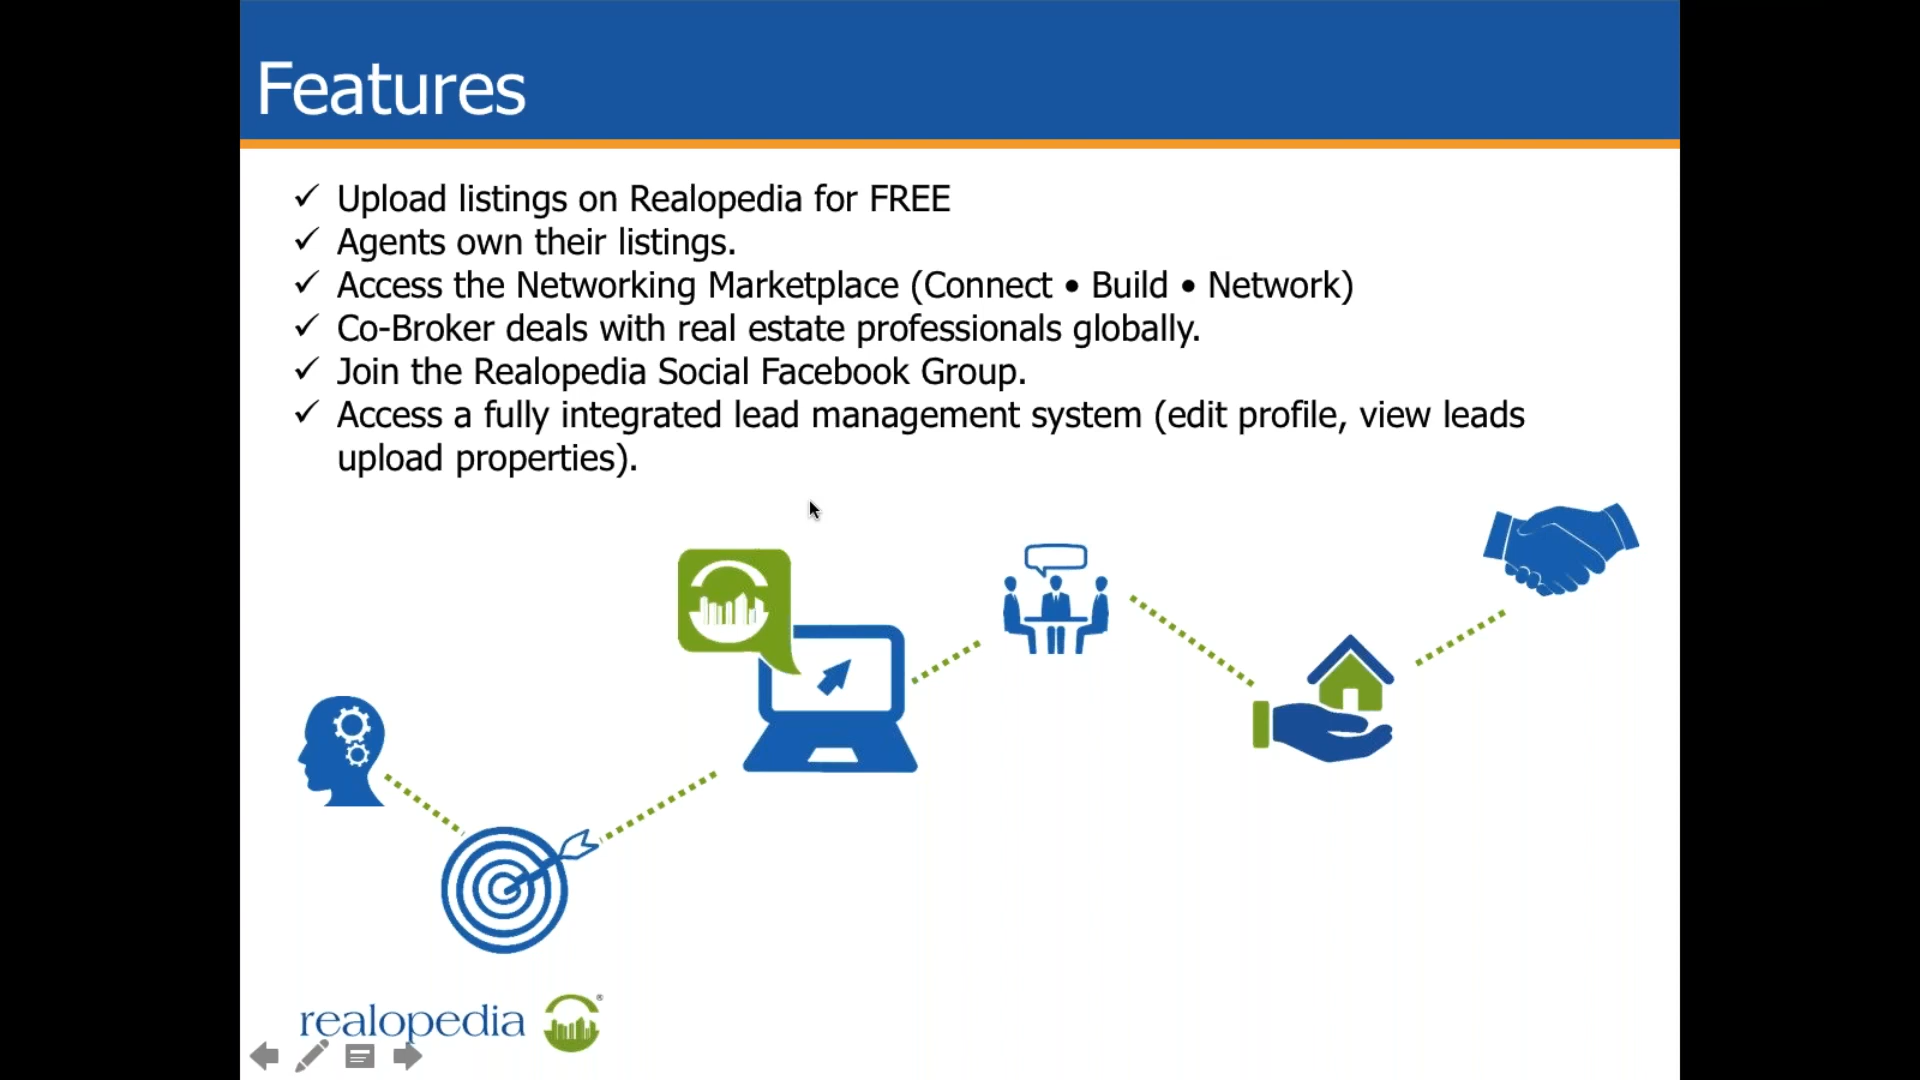 Features
✓ Upload listings on Realopedia for FREE
✓ Agents own their listings.
✓ Access the Networking Marketplace (Connect • Build • Network)
✓ Co-Broker deals with real estate professionals globally.
✓ Join the Realopedia Social Facebook Group.
✓ Access a fully integrated lead management system (edit profile, view leads
upload properties).
realopedia ®